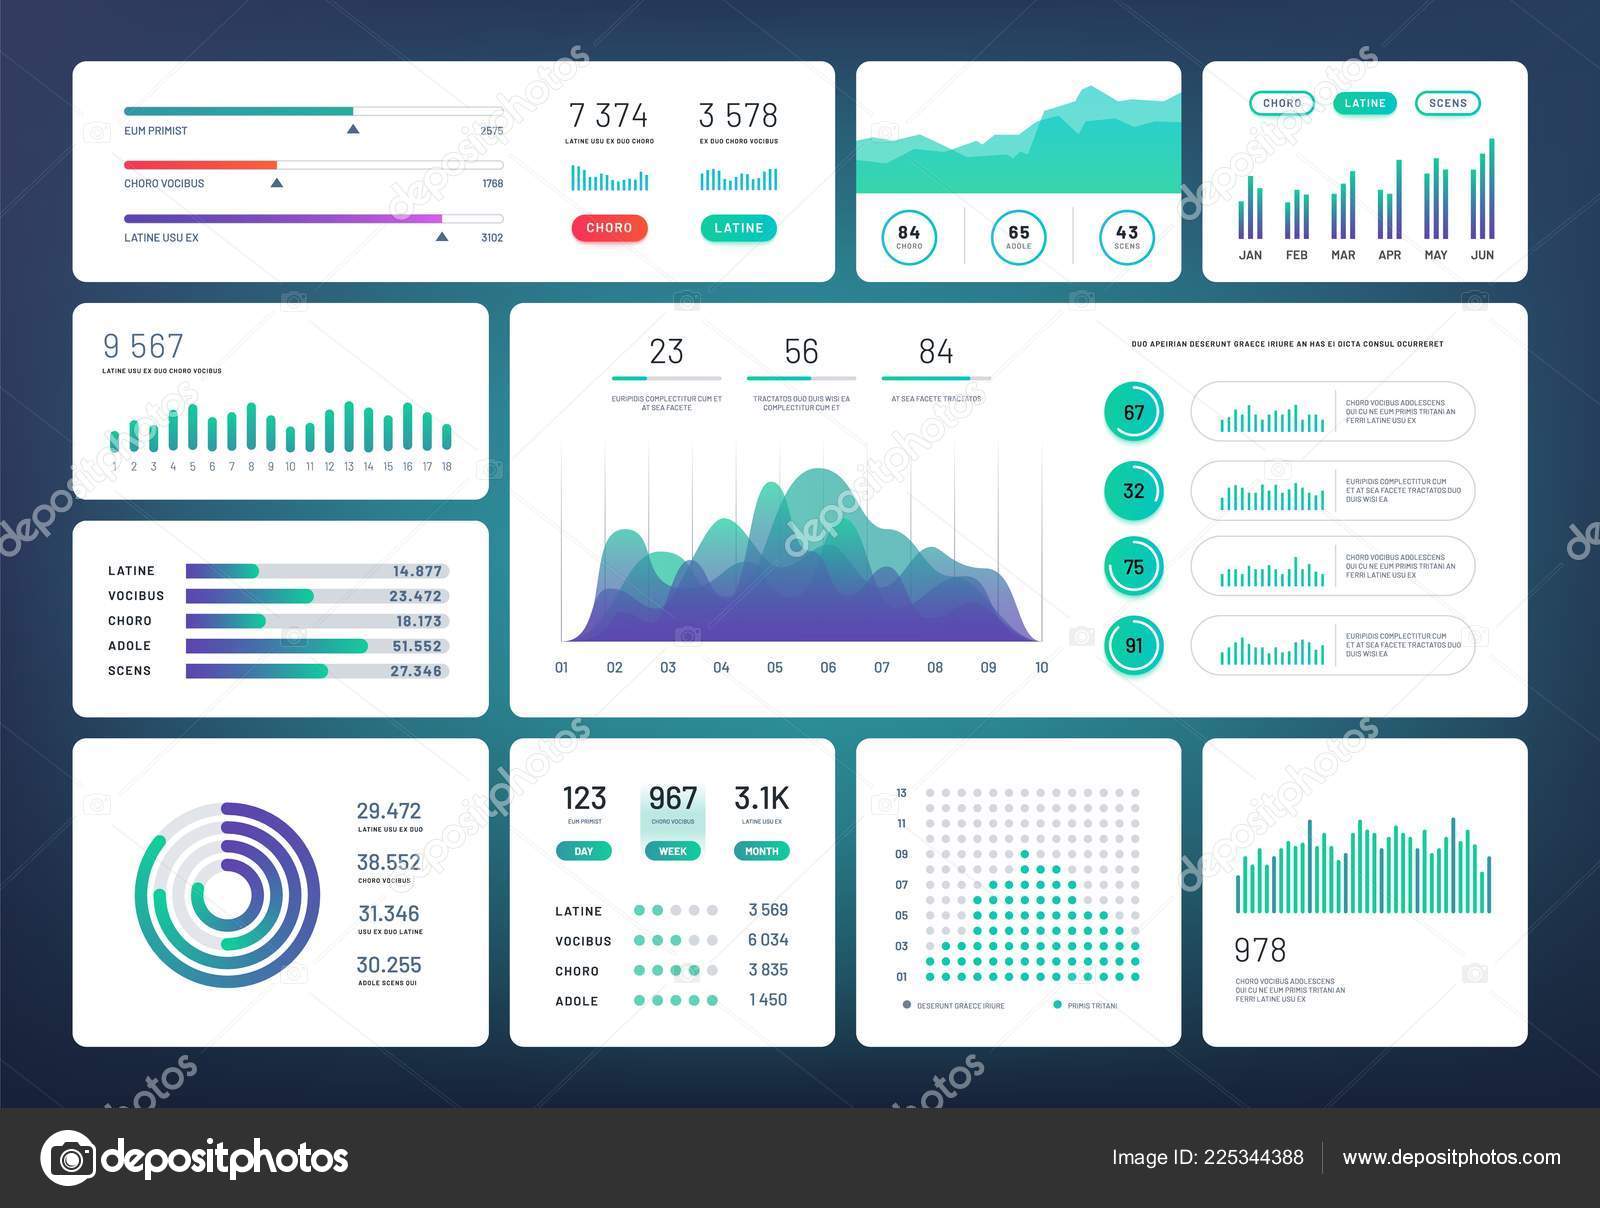 EUM PRIMIST 2575
CHORO VOCIBUS 1768
LATINE USU EX 3102
7 374
LATINE USU EX DUO CHORO
CHORO
3 578
EX DUO CHORO VOCIBUS
LATINE
84
CHORO
65
ADOLE
43
SCENS
CHORO LATINE SCENS
JAN FEB MAR APR MAY JUN
9 567
LATINE USU EX DUO CHORO VOCIBUS
1 2 3 4 5 6 7 8 9 10 11 12 13 14 15 16 17 18
23
EURIPIDIS COMPLECTITUR CUM ET
AT SEA FACETE
56
TRACTATOS DUO DUIS WISI EA
COMPLECTITUR CUM ET
84
AT SEA FACETE TRACTATOS
01 02 03 04 05 06 07 08 09 10
DUO APEIRIAN DESERUNT GRAECE IRIURE AN HAS EI DICTA CONSUL OCURRERET
67
CHORO VOCIBUS ADOLESCENS
QUI CU NE EUM PRIMIS TRITANI AN
FERRI LATINE USU EX
32
EURIPIDIS COMPLECTITUR CUM
ET AT SEA FACETE TRACTATOS DUO
DUIS WISI EA
75
CHORO VOCIBUS ADOLESCENS
QUI CU NE EUM PRIMIS TRITANI AN
FERRI LATINE USU EX
91
EURIPIDIS COMPLECTITUR CUM
ET AT SEA FACETE TRACTATOS DUO
DUIS WISI EA
LATINE 14.877
VOCIBUS 23.472
CHORO 18.173
ADOLE 51.552
SCENS 27.346
29.472
LATINE USU EX DUO
38.552
CHORO VOCIBUS
31.346
USU EX DUO LATINE
30.255
ADOLE SCENS QUI
123
EUM PRIMIST
DAY
967
CHORO VOCIBUS
WEEK
3.1K
LATINE USU EX
MONTH
LATINE 3 569
VOCIBUS 6 034
CHORO 3 835
ADOLE 1 450
13
11
09
07
05
03
01
DESERUNT GRAECE IRIURE PRIMIS TRITANI
978
CHORO VOCIBUS ADOLESCENS
QUI CU NE EUM PRIMIS TRITANI AN
FERRI LATINE USU EX
depositphotos
Image ID: 225344388 www.depositphotos.com